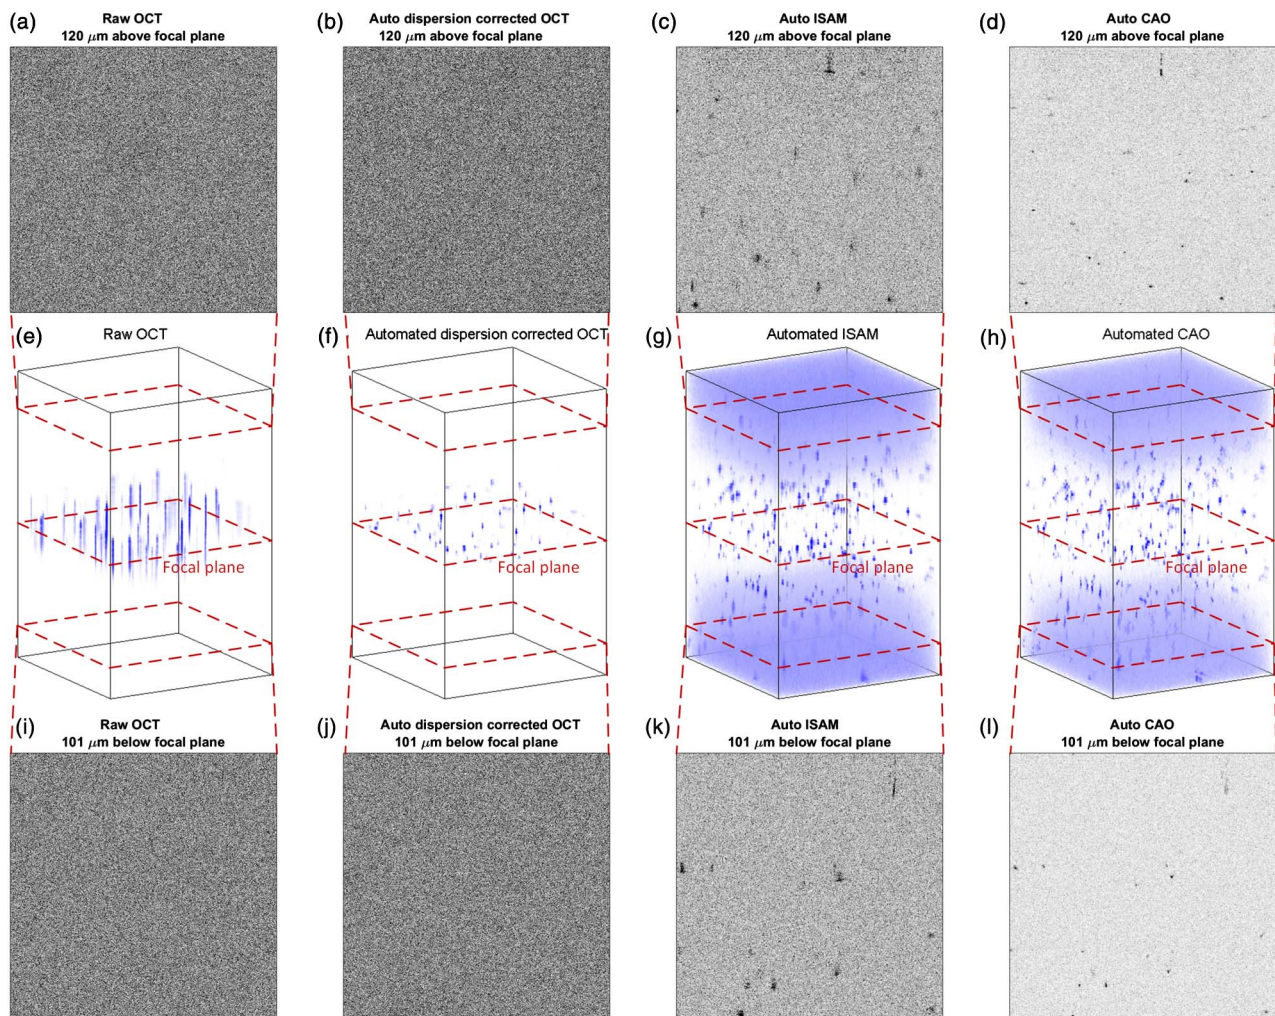 (a) Raw OCT
120 μm above focal plane
(b) Auto dispersion corrected OCT
120 μm above focal plane
(c) Auto ISAM
120 μm above focal plane
(d) Auto CAO
120 μm above focal plane
(e) Raw OCT
Focal plane
(f) Automated dispersion corrected OCT
Focal plane
(g) Automated ISAM
Focal plane
(h) Automated CAO
Focal plane
(i) Raw OCT
101 μm below focal plane
(j) Auto dispersion corrected OCT
101 μm below focal plane
(k) Auto ISAM
101 μm below focal plane
(l) Auto CAO
101 μm below focal plane